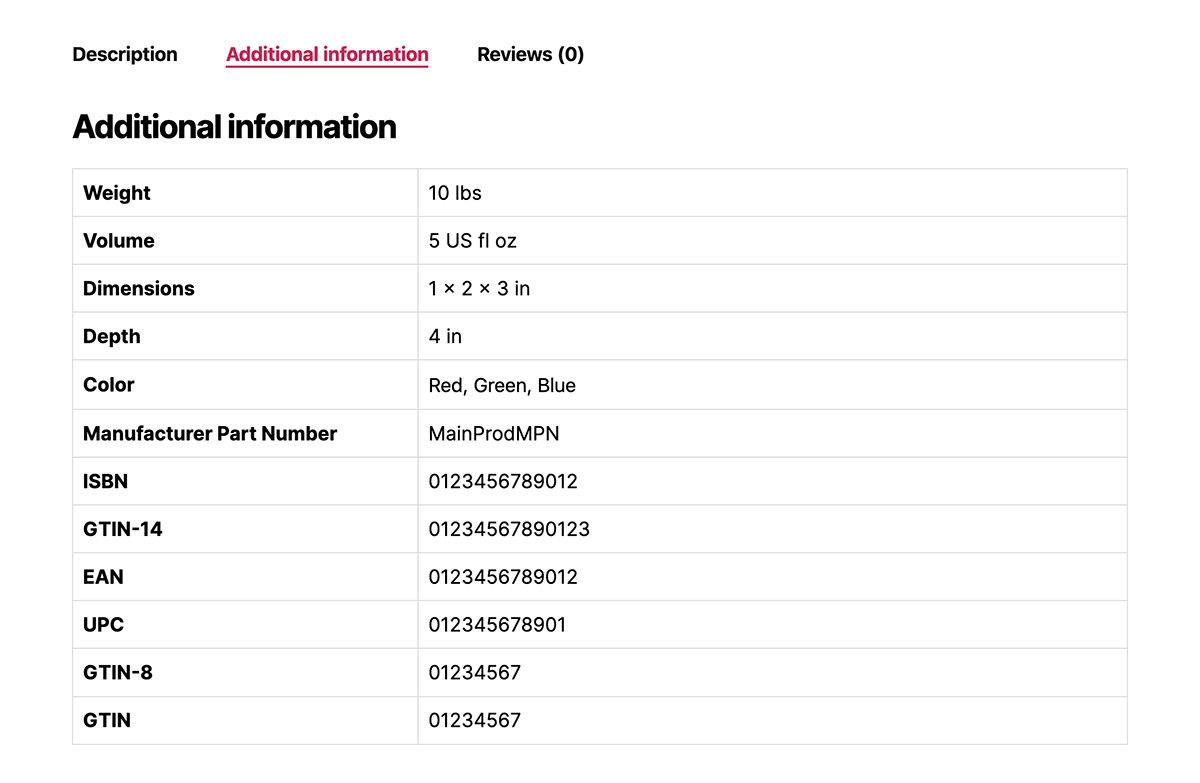 Description Additional information Reviews (0)
Additional information
Weight 10 lbs
Volume 5 US fl oz
Dimensions 1 × 2 × 3 in
Depth 4 in
Color Red, Green, Blue
Manufacturer Part Number MainProdMPN
ISBN 0123456789012
GTIN-14 01234567890123
EAN 0123456789012
UPC 012345678901
GTIN-8 01234567
GTIN 01234567